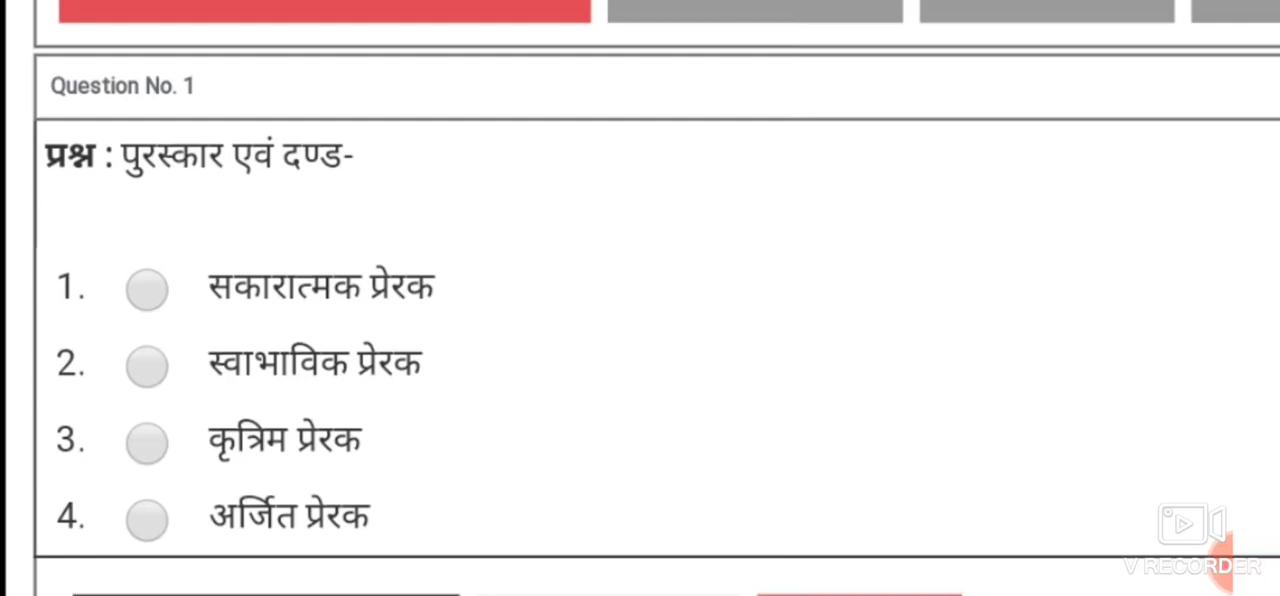 Question No. 1
प्रश्न : पुरस्कार एवं दण्ड-
1. सकारात्मक प्रेरक
2. स्वाभाविक प्रेरक
3. कृत्रिम प्रेरक
4. अर्जित प्रेरक
V RECORDER